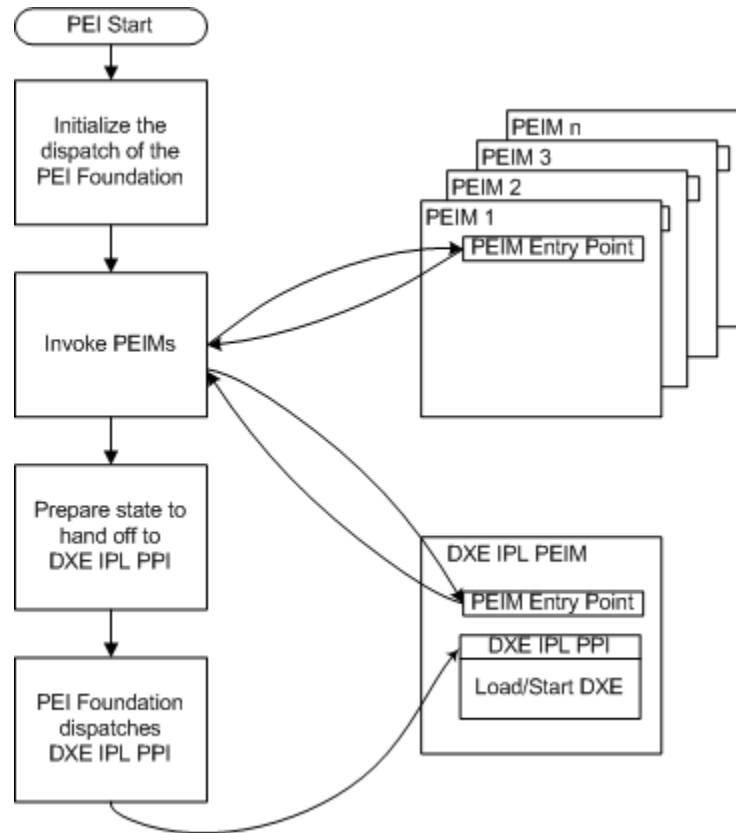 PEI Start
Initialize the
dispatch of the
PEI Foundation
Invoke PEIMs
Prepare state to
hand off to
DXE IPL PPI
PEI Foundation
dispatches
DXE IPL PPI
PEIM n
PEIM 3
PEIM 2
PEIM 1
PEIM Entry Point
DXE IPL PEIM
PEIM Entry Point
DXE IPL PPI
Load/Start DXE